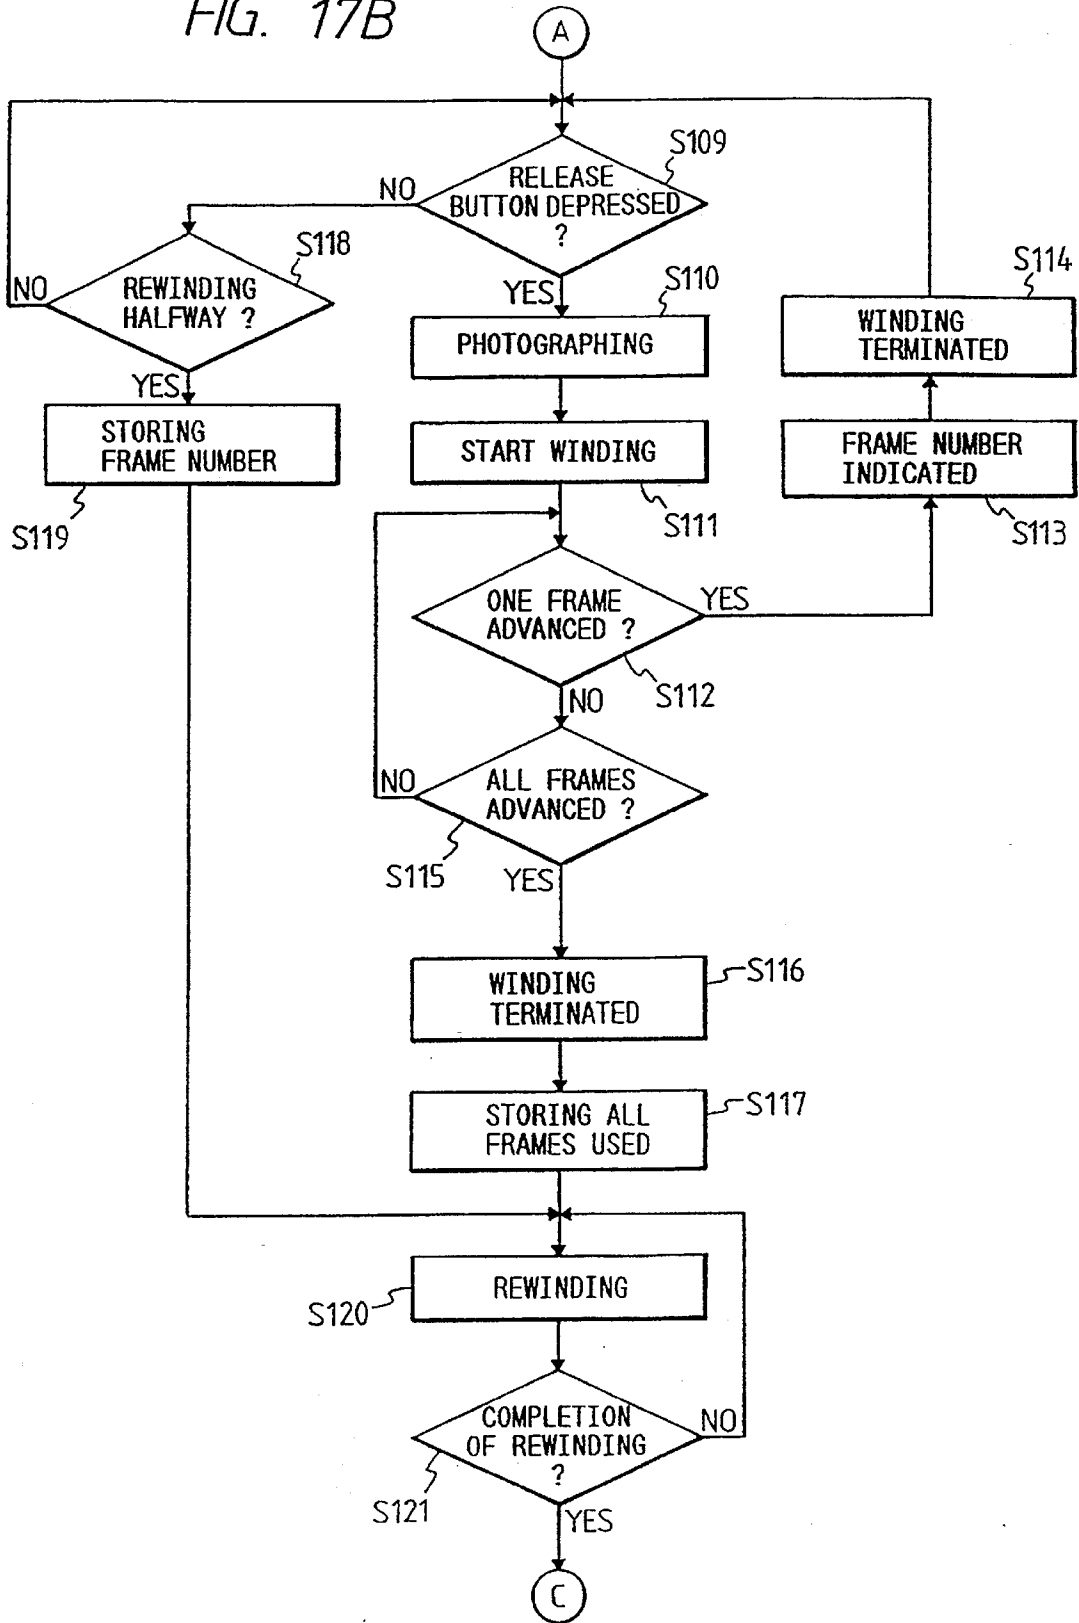 FIG. 17B
A
S109
RELEASE
BUTTON DEPRESSED
?
NO
YES
S118
REWINDING
HALFWAY ?
NO
YES
S110
PHOTOGRAPHING
S114
WINDING
TERMINATED
STORING
FRAME NUMBER
S119
START WINDING
S111
FRAME NUMBER
INDICATED
S113
ONE FRAME
ADVANCED ?
YES
S112
NO
ALL FRAMES
ADVANCED ?
NO
S115
YES
WINDING
TERMINATED
S116
STORING ALL
FRAMES USED
S117
REWINDING
S120
COMPLETION
OF REWINDING
?
NO
S121
YES
C